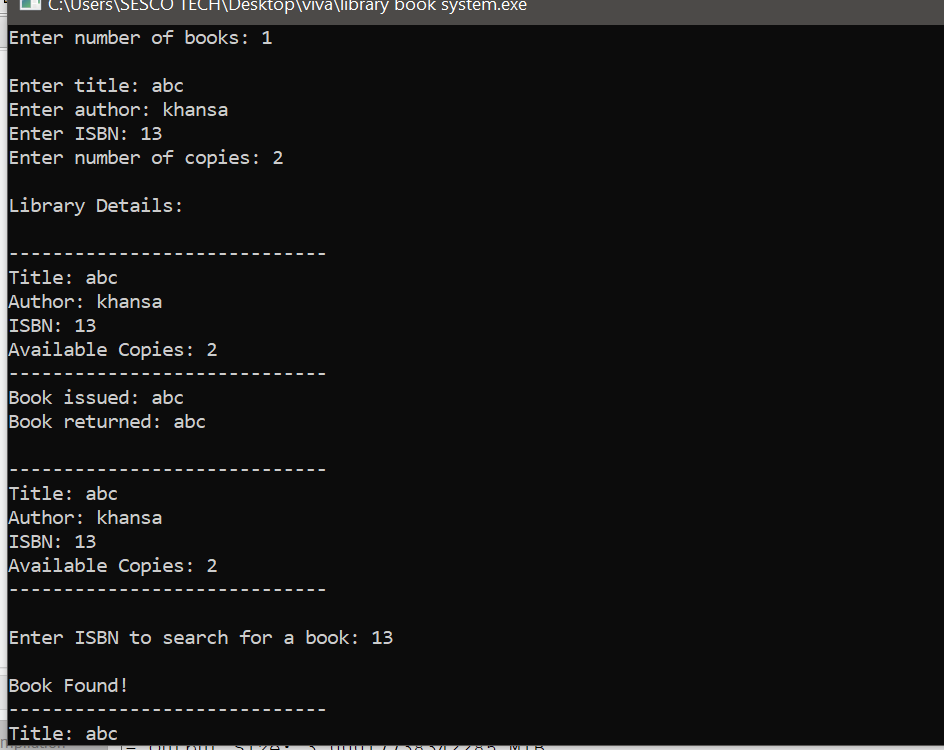 C:\Users\SESCO TECH\Desktop\viva\library book system.exe
Enter number of books: 1
Enter title: abc
Enter author: khansa
Enter ISBN: 13
Enter number of copies: 2
Library Details:
-----------------------------
Title: abc
Author: khansa
ISBN: 13
Available Copies: 2
-----------------------------
Book issued: abc
Book returned: abc
-----------------------------
Title: abc
Author: khansa
ISBN: 13
Available Copies: 2
-----------------------------
Enter ISBN to search for a book: 13
Book Found!
-----------------------------
Title: abc